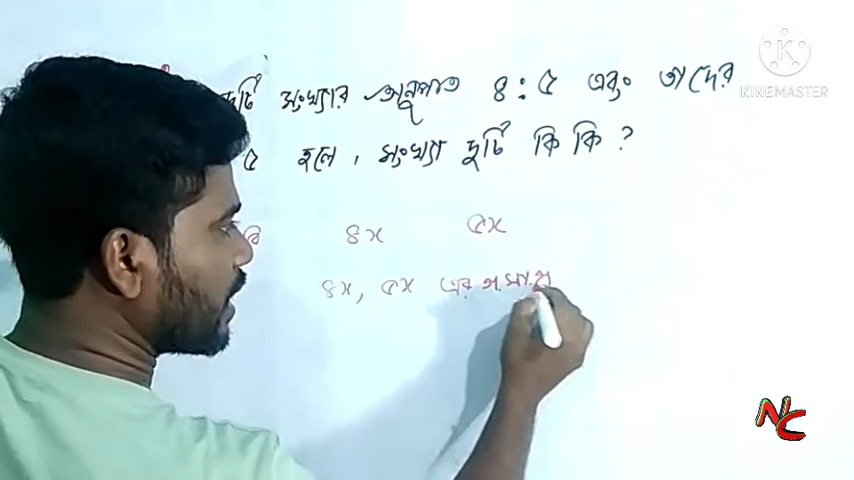 সংখ্যার অনুপাত ৪:৫ এবং তাদের
৫ হলে, সংখ্যা দুটি কি কি?
৪x ৫x
৪x, ৫x এর গ.সা.গু
KINEMASTER
NC